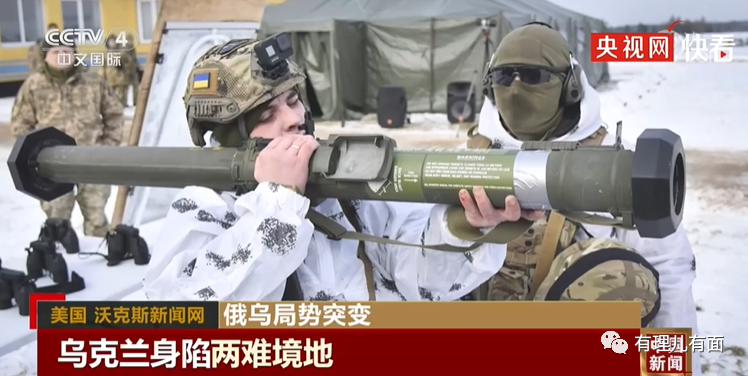 CCTV 4
中文国际
央视网 快看
WARNING
美国 沃克斯新闻网 俄乌局势突变
乌克兰身陷两难境地
有理儿有面
新闻